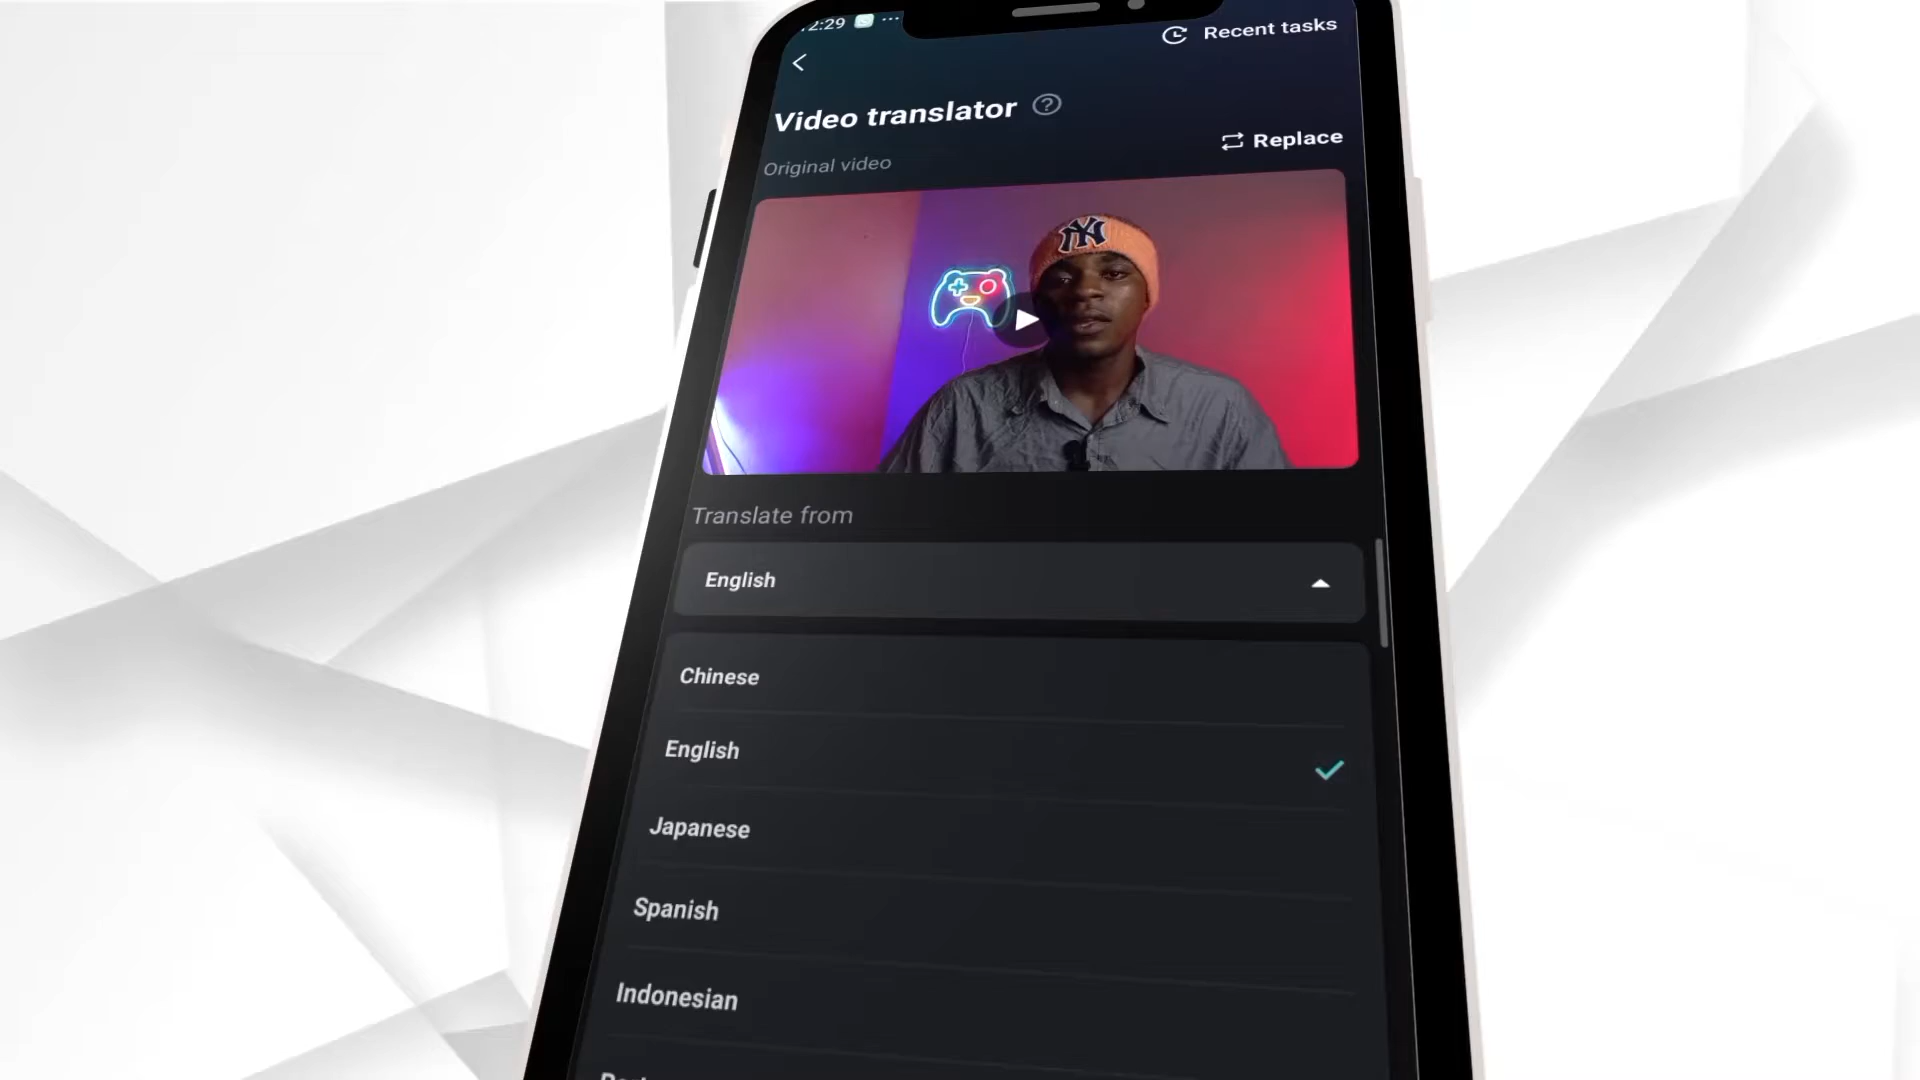 2:29
Recent tasks
Video translator
Replace
Original video
NY
Translate from
English
Chinese
English
Japanese
Spanish
Indonesian